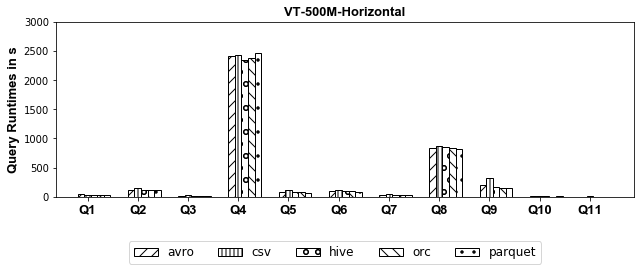 VT-500M-Horizontal
Query Runtimes in s
3000
2500
2000
1500
1000
500
0
Q1 Q2 Q3 Q4 Q5 Q6 Q7 Q8 Q9 Q10 Q11
avro csv hive orc parquet